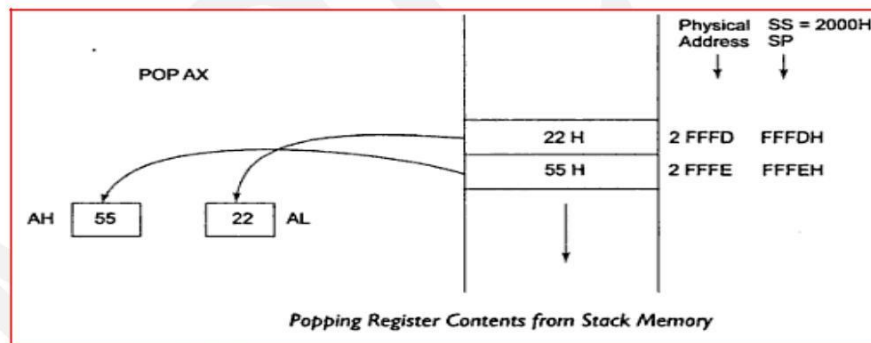 Physical SS = 2000H
Address SP
POP AX
22 H 2 FFFD FFFDH
55 H 2 FFFE FFFEH
AH 55 22 AL
Popping Register Contents from Stack Memory